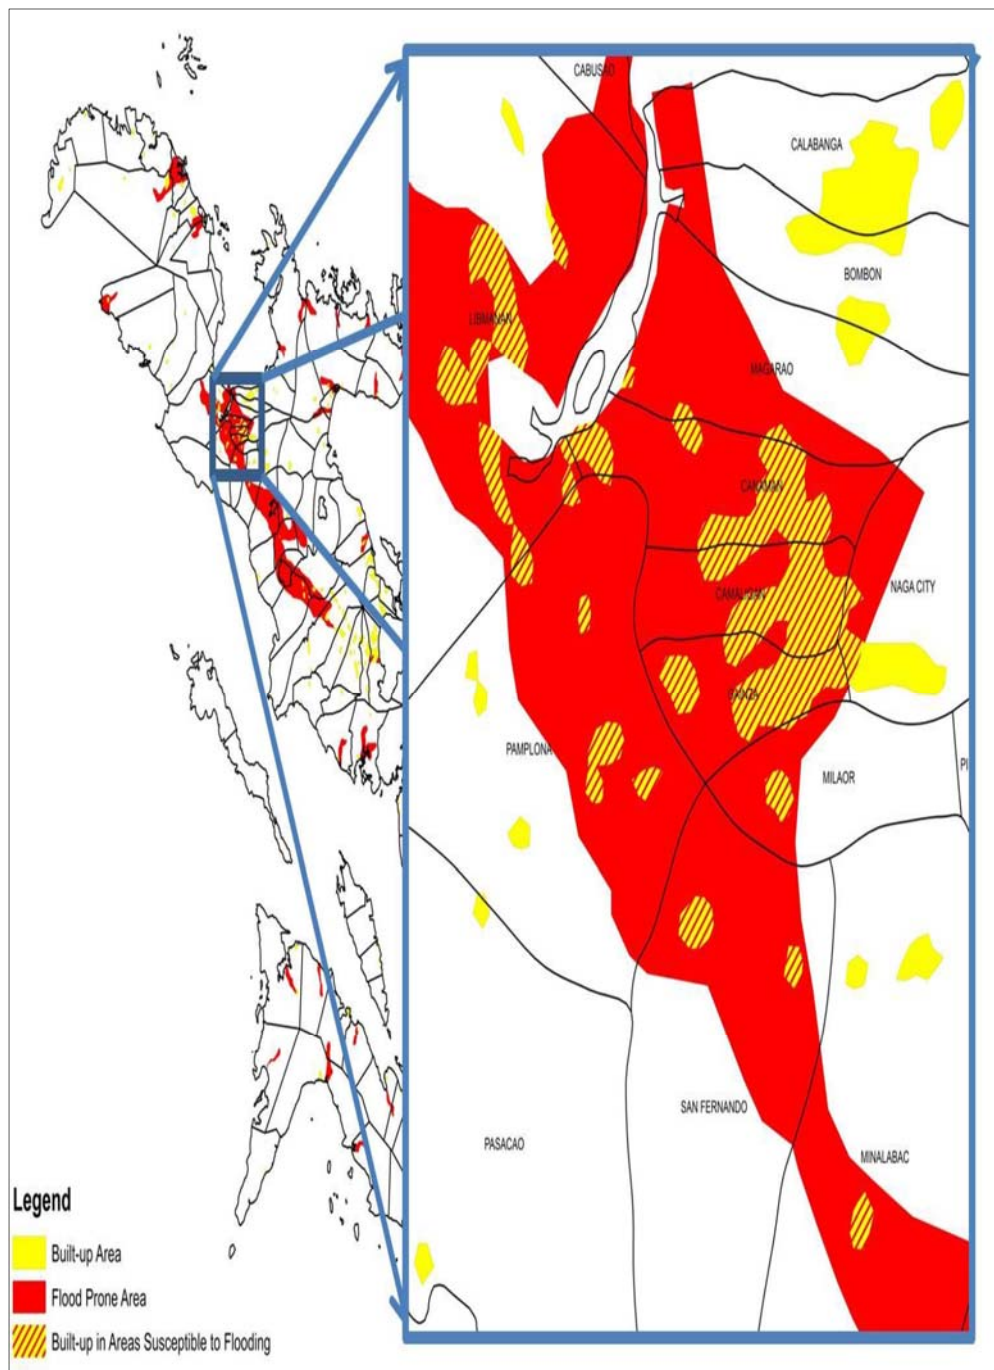 CABUSAO
CALABANGA
BOMBON
LIBMANAN
MAGARAO
CANAMAN
NAGA CITY
CAMALIGAN
GAINZA
PAMPLONA
MILAOR
PI
SAN FERNANDO
PASACAO
MINALABAC
Legend
Built-up Area
Flood Prone Area
Built-up in Areas Susceptible to Flooding